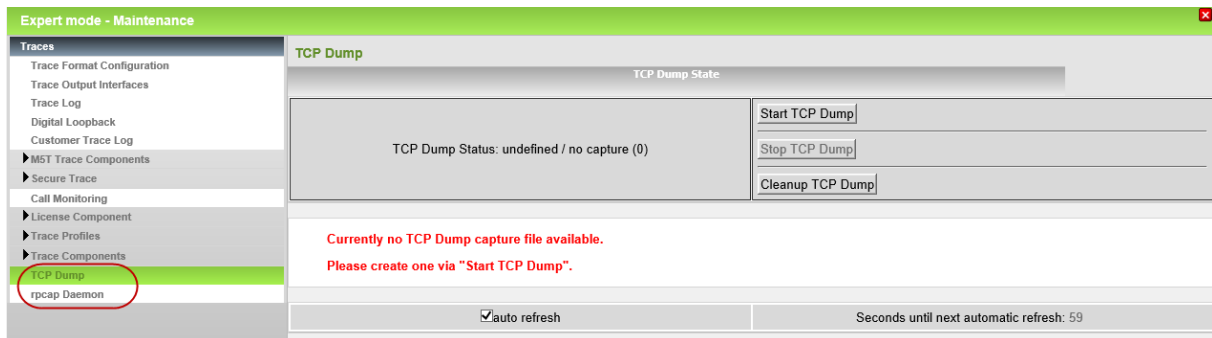 Expert mode - Maintenance
Traces
Trace Format Configuration
Trace Output Interfaces
Trace Log
Digital Loopback
Customer Trace Log
M5T Trace Components
Secure Trace
Call Monitoring
License Component
Trace Profiles
Trace Components
TCP Dump
rpcap Daemon
TCP Dump
TCP Dump State
TCP Dump Status: undefined / no capture (0)
Start TCP Dump
Stop TCP Dump
Cleanup TCP Dump
Currently no TCP Dump capture file available.
Please create one via "Start TCP Dump".
auto refresh
Seconds until next automatic refresh: 59